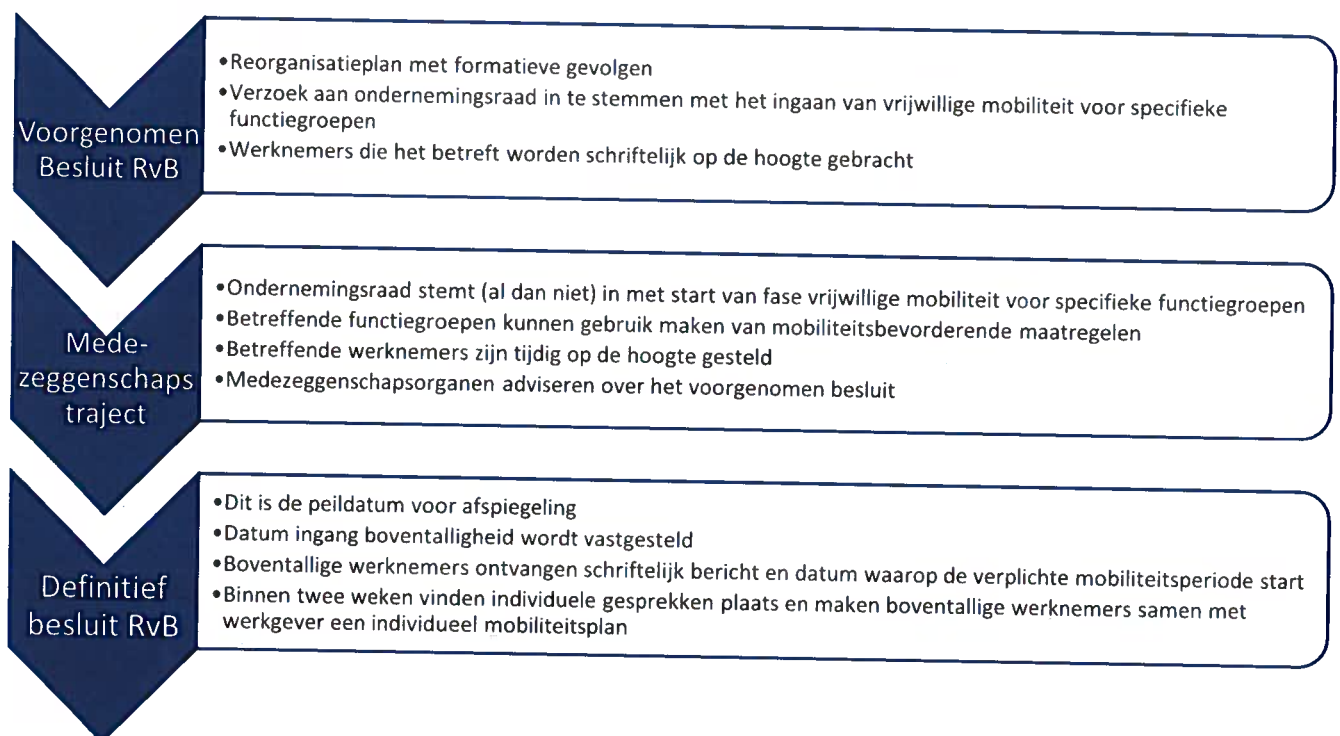 Voorgenomen
Besluit RvB
•Reorganisatieplan met formatieve gevolgen
•Verzoek aan ondernemingsraad in te stemmen met het ingaan van vrijwillige mobiliteit voor specifieke
functiegroepen
•Werknemers die het betreft worden schriftelijk op de hoogte gebracht
Mede-
zeggenschaps
traject
•Ondernemingsraad stemt (al dan niet) in met start van fase vrijwillige mobiliteit voor specifieke functiegroepen
•Betreffende functiegroepen kunnen gebruik maken van mobiliteitsbevorderende maatregelen
•Betreffende werknemers zijn tijdig op de hoogte gesteld
•Medezeggenschapsorganen adviseren over het voorgenomen besluit
Definitief
besluit RvB
•Dit is de peildatum voor afspiegeling
•Datum ingang boventalligheid wordt vastgesteld
•Boventallige werknemers ontvangen schriftelijk bericht en datum waarop de verplichte mobiliteitsperiode start
•Binnen twee weken vinden individuele gesprekken plaats en maken boventallige werknemers samen met
werkgever een individueel mobiliteitsplan